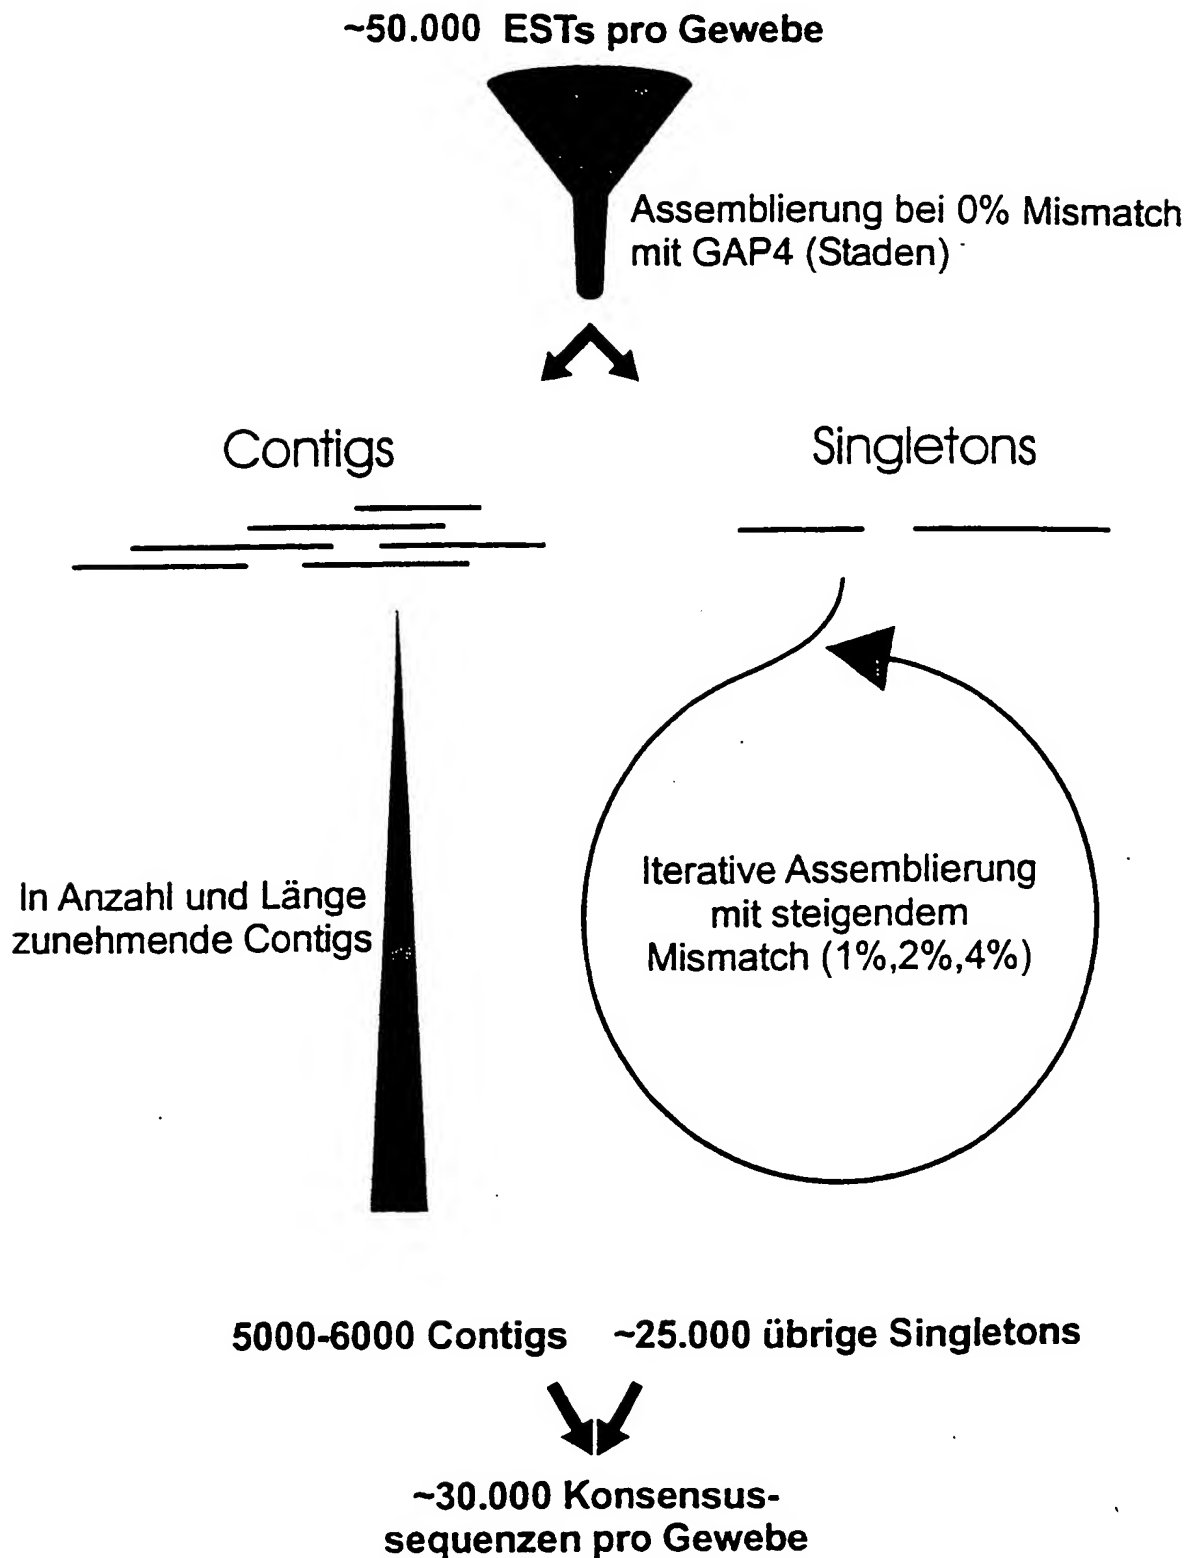 ~50.000 ESTs pro Gewebe
Assemblierung bei 0% Mismatch
mit GAP4 (Staden)
Contigs
Singletons
In Anzahl und Länge
zunehmende Contigs
Iterative Assemblierung
mit steigendem
Mismatch (1%,2%,4%)
5000-6000 Contigs
~25.000 übrige Singletons
~30.000 Konsensus-
sequenzen pro Gewebe